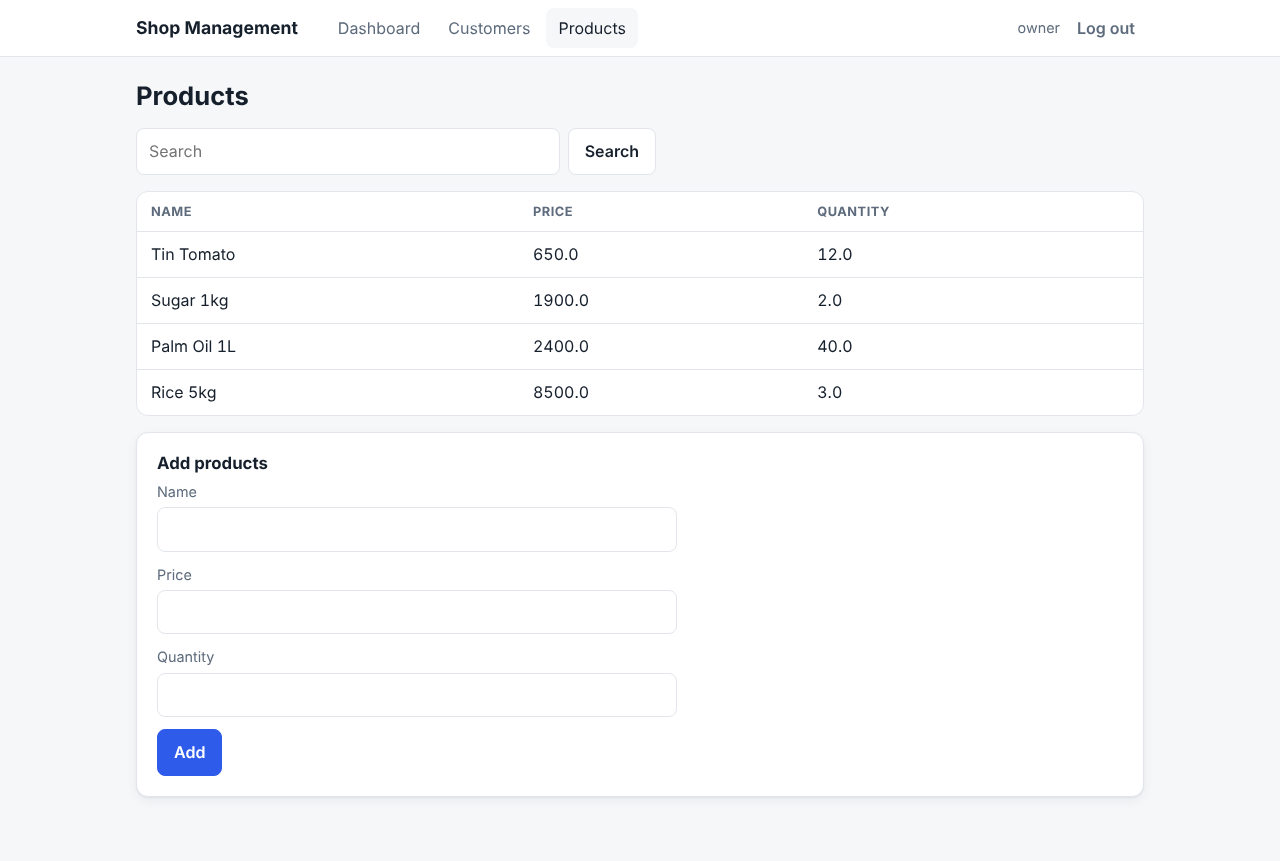 Shop Management Dashboard Customers Products owner Log out
Products
Search Search
NAME PRICE QUANTITY
Tin Tomato 650.0 12.0
Sugar 1kg 1900.0 2.0
Palm Oil 1L 2400.0 40.0
Rice 5kg 8500.0 3.0
Add products
Name
Price
Quantity
Add